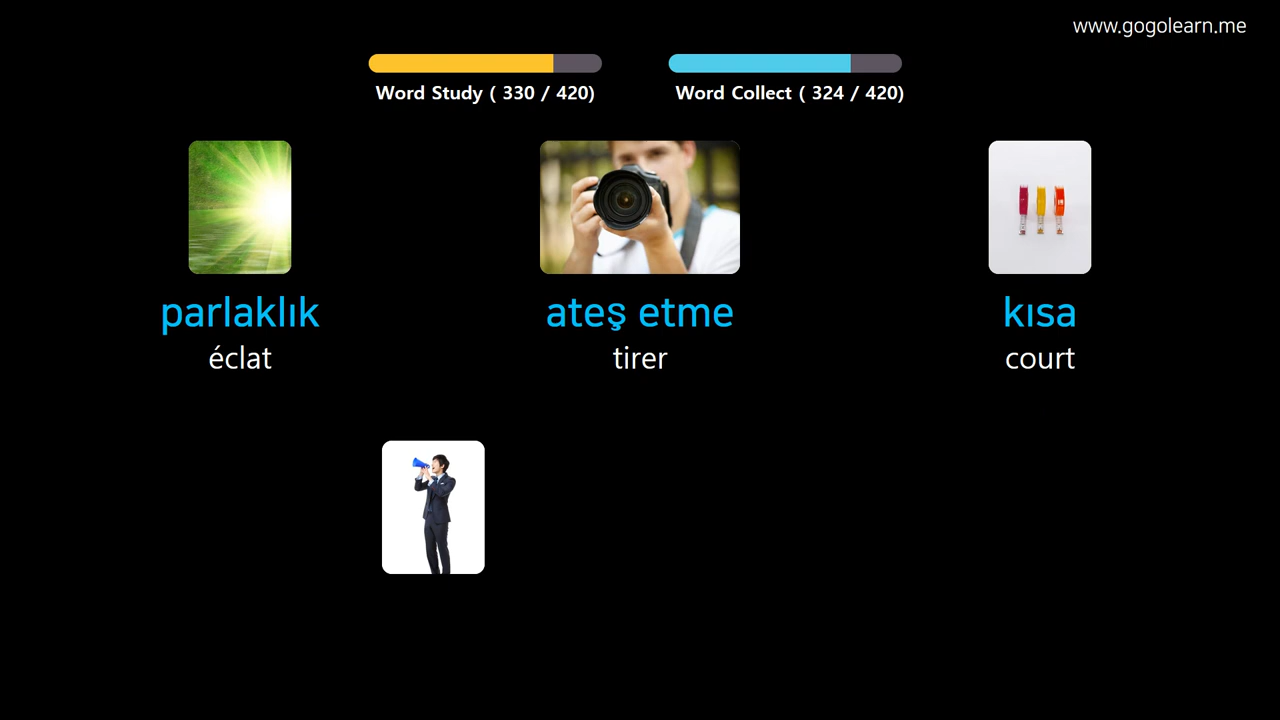 www.gogolearn.me
Word Study ( 330 / 420)
Word Collect ( 324 / 420)
parlaklık
éclat
ateş etme
tirer
kısa
court